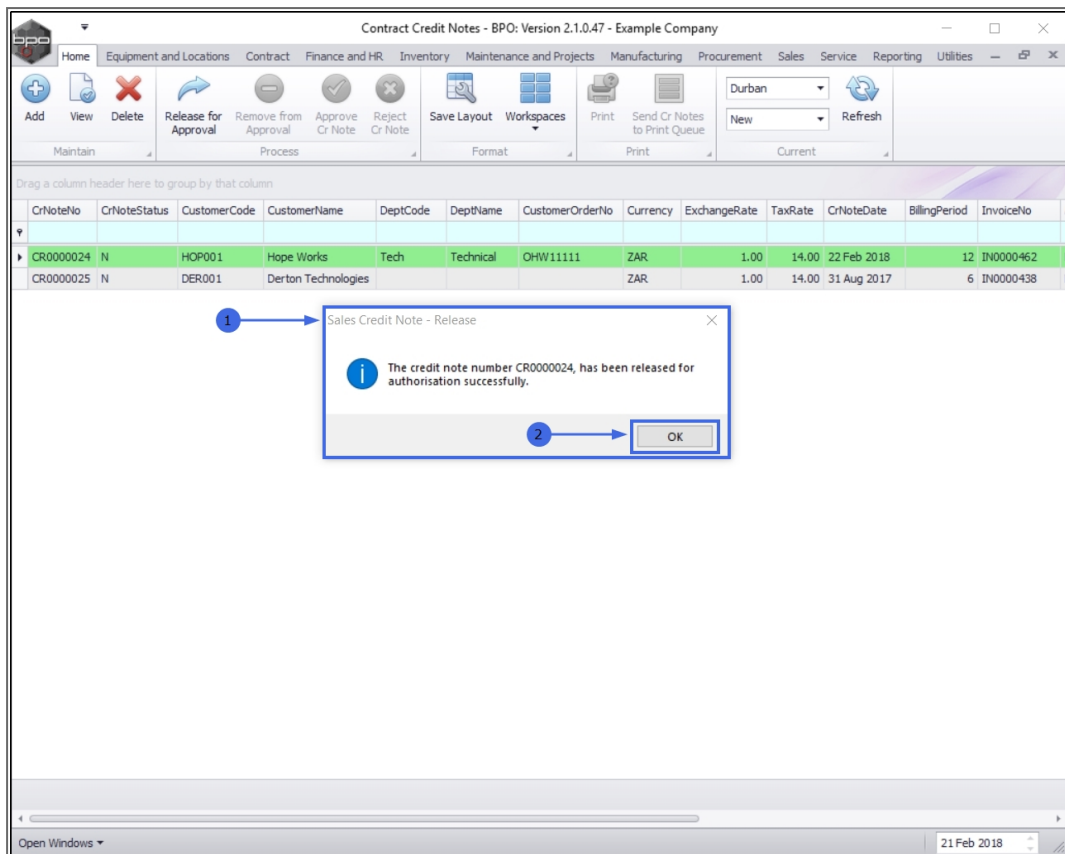 Contract Credit Notes - BPO: Version 2.1.0.47 - Example Company
bpo
Home Equipment and Locations Contract Finance and HR Inventory Maintenance and Projects Manufacturing Procurement Sales Service Reporting Utilities
Add View Delete Release for Approval Remove from Approval Approve Cr Note Reject Cr Note Save Layout Workspaces Print Send Cr Notes to Print Queue Durban New Refresh
Maintain Process Format Print Current
Drag a column header here to group by that column
CrNoteNo CrNoteStatus CustomerCode CustomerName DeptCode DeptName CustomerOrderNo Currency ExchangeRate TaxRate CrNoteDate BillingPeriod InvoiceNo
CR0000024 N HOP001 Hope Works Tech Technical OHW11111 ZAR 1.00 14.00 22 Feb 2018 12 IN0000462
CR0000025 N DER001 Derton Technologies ZAR 1.00 14.00 31 Aug 2017 6 IN0000438
1 Sales Credit Note - Release
The credit note number CR0000024, has been released for
authorisation successfully.
2 OK
Open Windows 21 Feb 2018